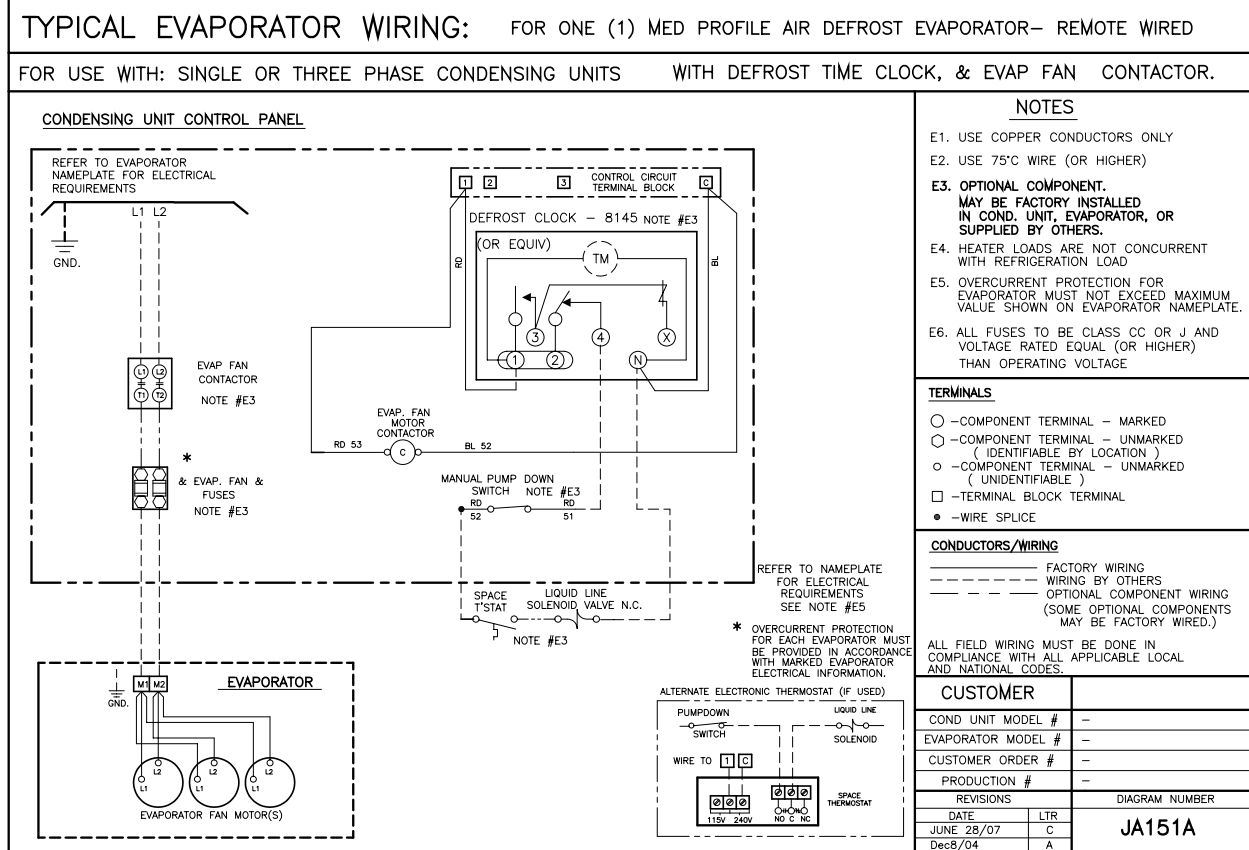 TYPICAL EVAPORATOR WIRING: FOR ONE (1) MED PROFILE AIR DEFROST EVAPORATOR- REMOTE WIRED
FOR USE WITH: SINGLE OR THREE PHASE CONDENSING UNITS WITH DEFROST TIME CLOCK, & EVAP FAN CONTACTOR.
CONDENSING UNIT CONTROL PANEL
REFER TO EVAPORATOR
NAMEPLATE FOR ELECTRICAL
REQUIREMENTS
L1 L2
GND.
1 2 3 CONTROL CIRCUIT
TERMINAL BLOCK
C
DEFROST CLOCK - 8145 NOTE #E3
(OR EQUIV)
TM
RD
BL
3 4 X
1 2 N
L1 L2
T1 T2
EVAP FAN
CONTACTOR
NOTE #E3
EVAP. FAN
MOTOR
CONTACTOR
RD 53 C BL 52
*
& EVAP. FAN &
FUSES
NOTE #E3
MANUAL PUMP DOWN
SWITCH NOTE #E3
RD RD
52 51
SPACE
T'STAT
LIQUID LINE
SOLENOID VALVE N.C.
NOTE #E3
REFER TO NAMEPLATE
FOR ELECTRICAL
REQUIREMENTS
SEE NOTE #E5
* OVERCURRENT PROTECTION
FOR EACH EVAPORATOR MUST
BE PROVIDED IN ACCORDANCE
WITH MARKED EVAPORATOR
ELECTRICAL INFORMATION.
GND.
M1 M2
EVAPORATOR
L2 L2 L2
L1 L1 L1
EVAPORATOR FAN MOTOR(S)
ALTERNATE ELECTRONIC THERMOSTAT (IF USED)
PUMPDOWN
SWITCH
LIQUID LINE
SOLENOID
WIRE TO 1 C
SPACE
THERMOSTAT
115V 240V NO C NC
NOTES
E1. USE COPPER CONDUCTORS ONLY
E2. USE 75°C WIRE (OR HIGHER)
E3. OPTIONAL COMPONENT.
MAY BE FACTORY INSTALLED
IN COND. UNIT, EVAPORATOR, OR
SUPPLIED BY OTHERS.
E4. HEATER LOADS ARE NOT CONCURRENT
WITH REFRIGERATION LOAD
E5. OVERCURRENT PROTECTION FOR
EVAPORATOR MUST NOT EXCEED MAXIMUM
VALUE SHOWN ON EVAPORATOR NAMEPLATE.
E6. ALL FUSES TO BE CLASS CC OR J AND
VOLTAGE RATED EQUAL (OR HIGHER)
THAN OPERATING VOLTAGE
TERMINALS
-COMPONENT TERMINAL - MARKED
-COMPONENT TERMINAL - UNMARKED
( IDENTIFIABLE BY LOCATION )
-COMPONENT TERMINAL - UNMARKED
( UNIDENTIFIABLE )
-TERMINAL BLOCK TERMINAL
-WIRE SPLICE
CONDUCTORS/WIRING
FACTORY WIRING
WIRING BY OTHERS
OPTIONAL COMPONENT WIRING
(SOME OPTIONAL COMPONENTS
MAY BE FACTORY WIRED.)
ALL FIELD WIRING MUST BE DONE IN
COMPLIANCE WITH ALL APPLICABLE LOCAL
AND NATIONAL CODES.
CUSTOMER
COND UNIT MODEL # -
EVAPORATOR MODEL # -
CUSTOMER ORDER # -
PRODUCTION # -
REVISIONS DIAGRAM NUMBER
DATE LTR
JUNE 28/07 C
JA151A
Dec8/04 A